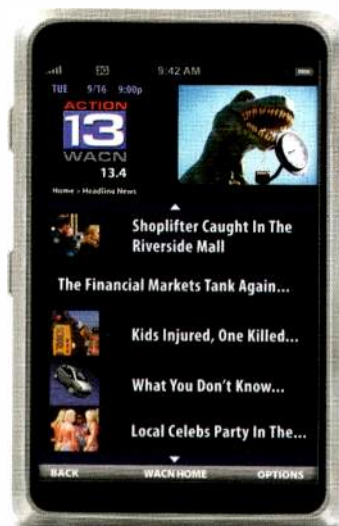 9:42 AM
TUE 9/16 9:00p
ACTION
13
WACN
13.4
Home > Headline News
Shoplifter Caught In The
Riverside Mall
The Financial Markets Tank Again...
Kids Injured, One Killed...
What You Don't Know...
Local Celebs Party In The...
BACK WACN HOME OPTIONS